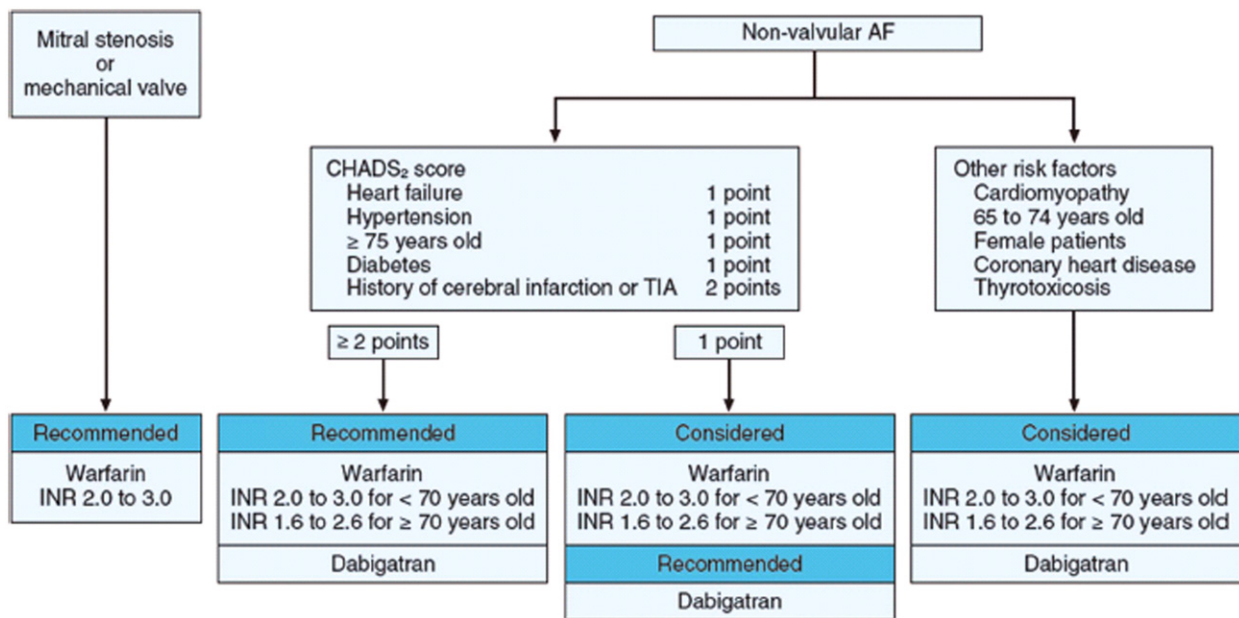 Mitral stenosis
or
mechanical valve
Non-valvular AF
CHADS₂ score
Heart failure 1 point
Hypertension 1 point
≥ 75 years old 1 point
Diabetes 1 point
History of cerebral infarction or TIA 2 points
Other risk factors
Cardiomyopathy
65 to 74 years old
Female patients
Coronary heart disease
Thyrotoxicosis
≥ 2 points
1 point
Recommended
Warfarin
INR 2.0 to 3.0
Recommended
Warfarin
INR 2.0 to 3.0 for < 70 years old
INR 1.6 to 2.6 for ≥ 70 years old
Dabigatran
Considered
Warfarin
INR 2.0 to 3.0 for < 70 years old
INR 1.6 to 2.6 for ≥ 70 years old
Recommended
Dabigatran
Considered
Warfarin
INR 2.0 to 3.0 for < 70 years old
INR 1.6 to 2.6 for ≥ 70 years old
Dabigatran